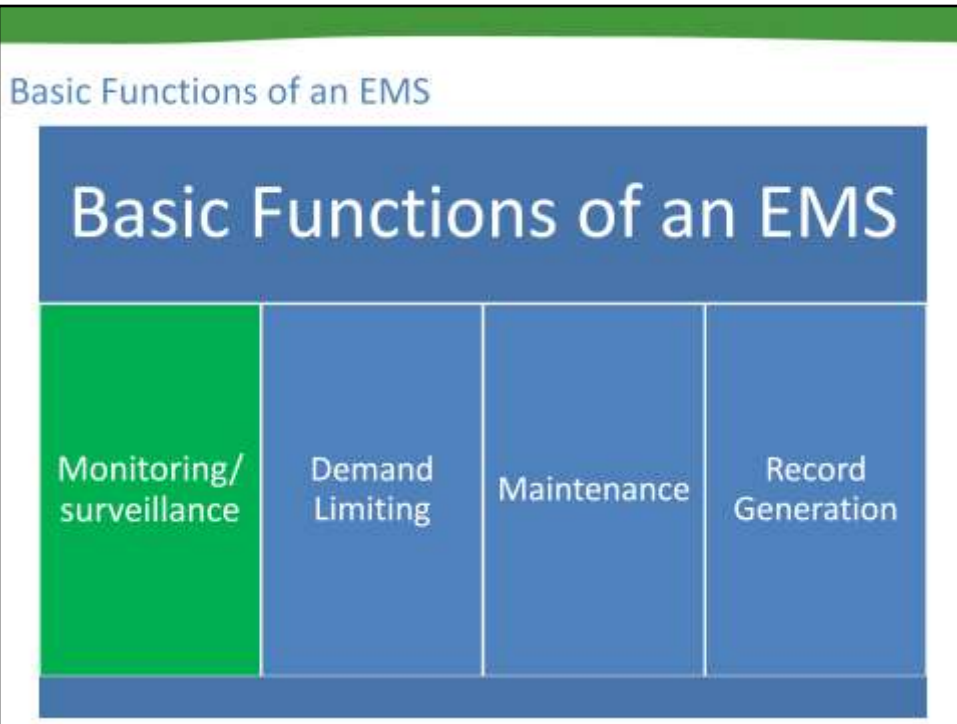 Basic Functions of an EMS
Basic Functions of an EMS
Monitoring/
surveillance
Demand
Limiting
Maintenance
Record
Generation